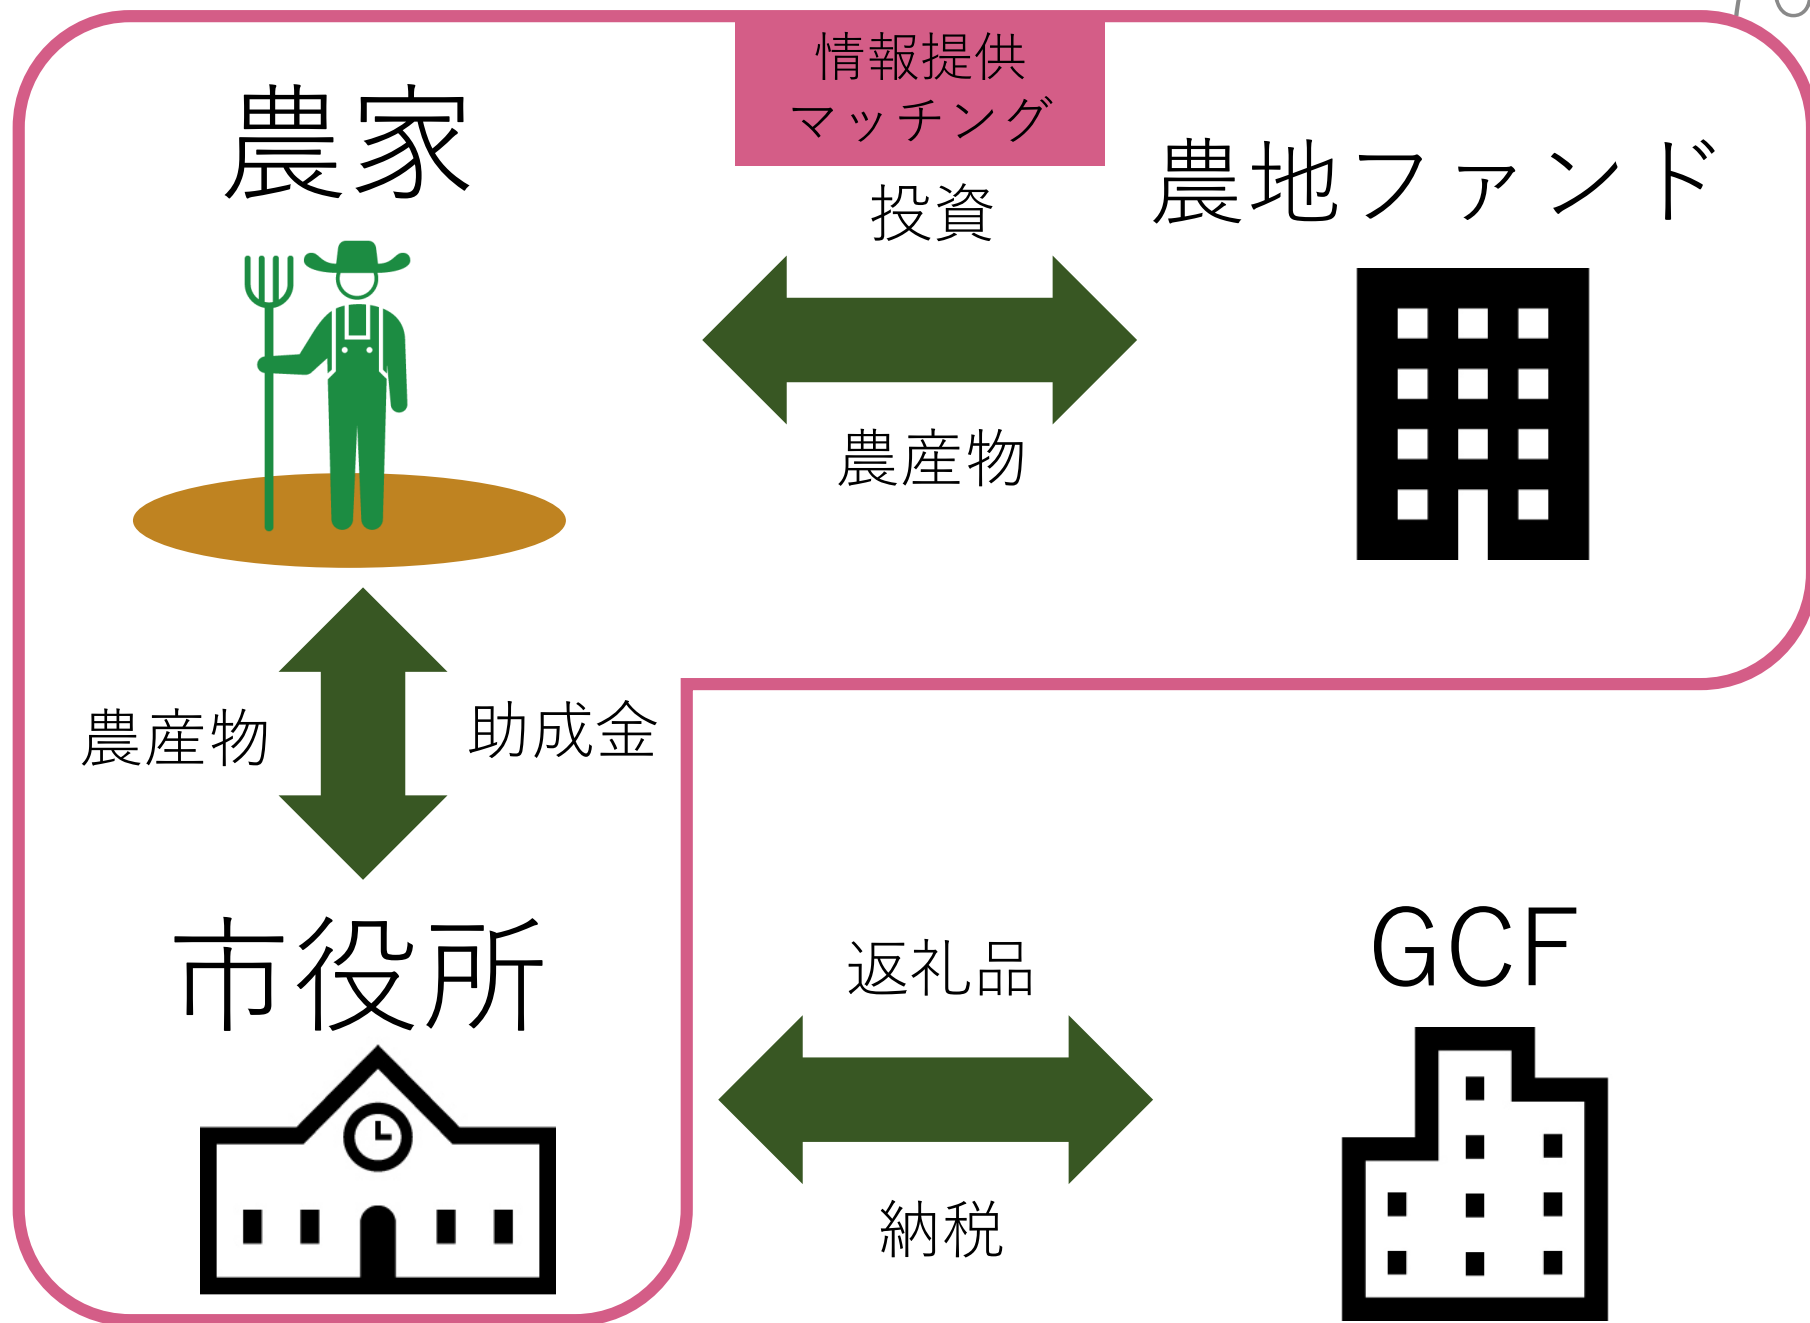 農家
情報提供
マッチング
農地ファンド
投資
農産物
農産物
助成金
市役所
返礼品
GCF
納税